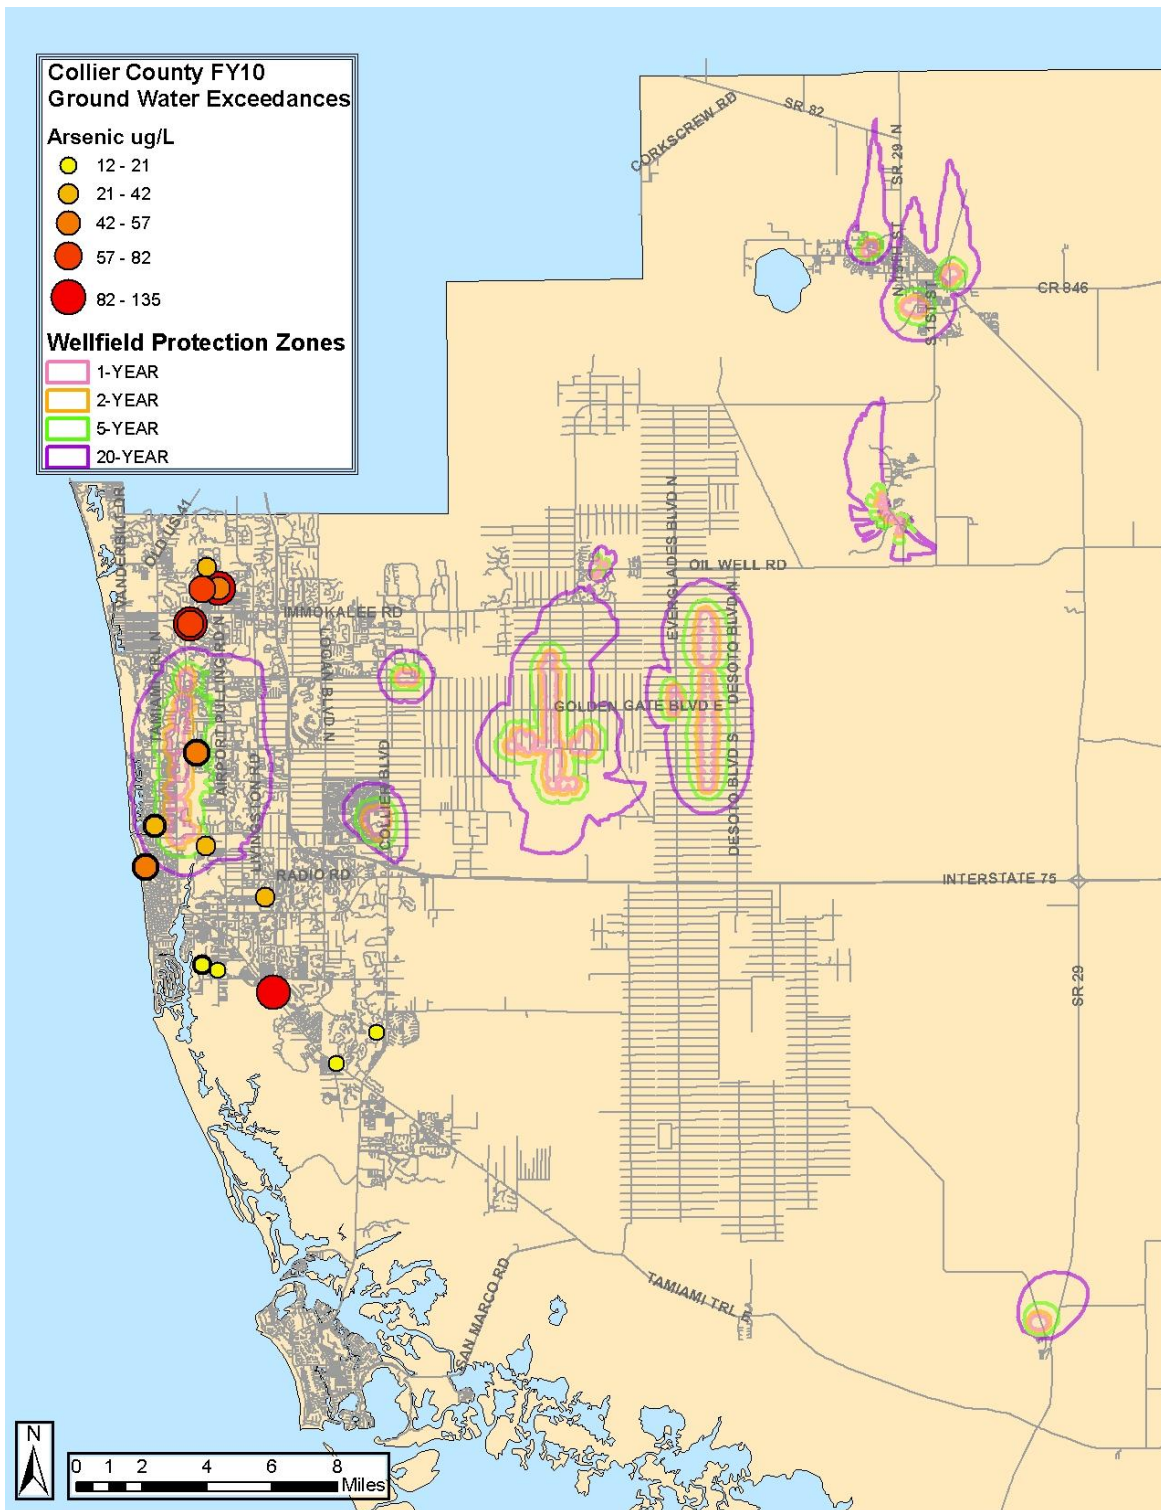 Collier County FY10
Ground Water Exceedances
Arsenic ug/L
12 - 21
21 - 42
42 - 57
57 - 82
82 - 135
Wellfield Protection Zones
1-YEAR
2-YEAR
5-YEAR
20-YEAR
CORKSCREW RD
SR 82
SR 29 N
N 15TH ST
S 1ST ST
CR 846
VANDERBILT DR
OLD US 41
IMMOKALEE RD
TAMIAMI TRL N
AIRPORT PULLING RD N
LIVINGSTON RD
LOGAN BLVD N
COLLIER BLVD
RADIO RD
EVERGLADES BLVD N
OIL WELL RD
DESOTO BLVD N
GOLDEN GATE BLVD E
DESOTO BLVD S
INTERSTATE 75
SR 29
SAN MARCO RD
TAMIAMI TRL
N
0 1 2 4 6 8
Miles